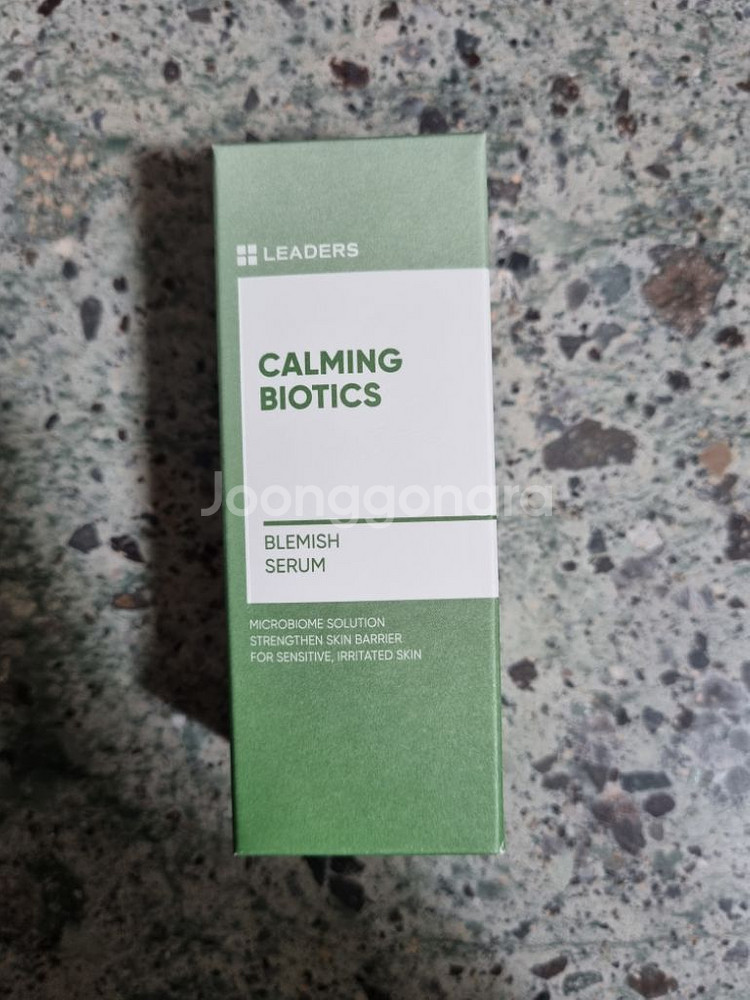 LEADERS
CALMING
BIOTICS
Joonggonara
BLEMISH
SERUM
MICROBIOME SOLUTION
STRENGTHEN SKIN BARRIER
FOR SENSITIVE, IRRITATED SKIN